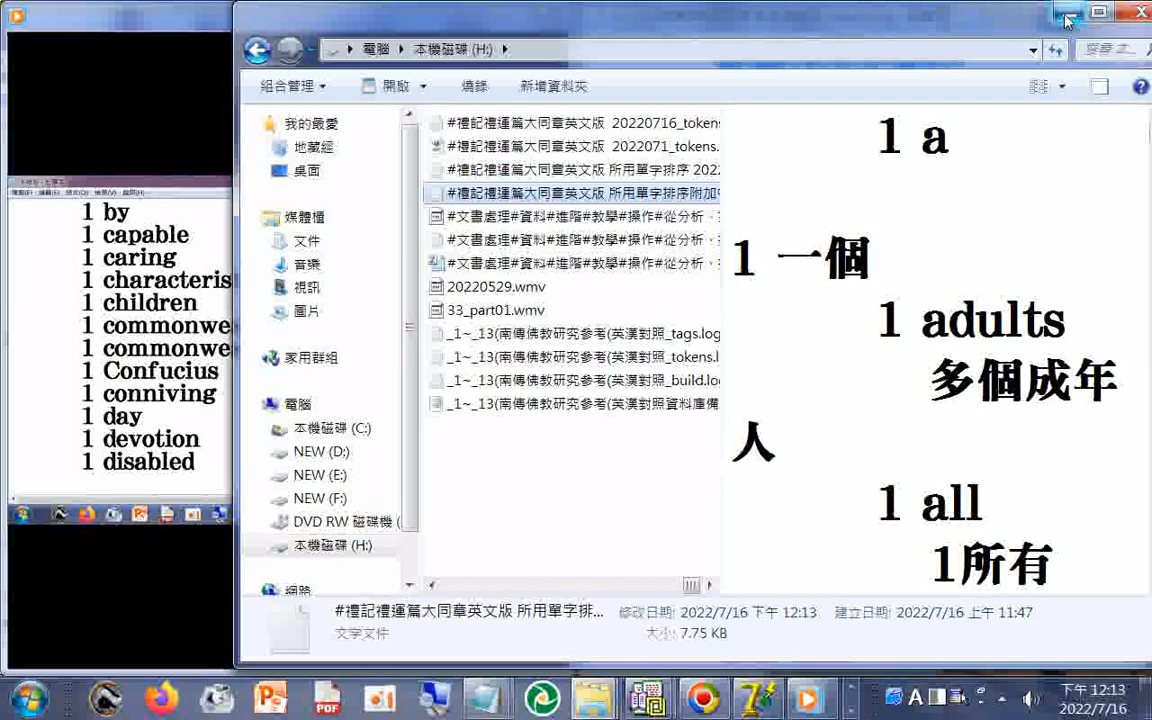 電腦 本機磁碟 (H:)
組合管理 開啟 燒錄 新增資料夾
by
1 by
1 capable
1 caring
1 characteris
1 children
1 commonwe
1 commonwe
1 Confucius
1 conniving
1 day
1 devotion
1 disabled
我的最愛
地藏經
桌面
媒體櫃
文件
音樂
視訊
圖片
家用群組
電腦
本機磁碟 (C:)
NEW (D:)
NEW (E:)
NEW (F:)
DVD RW 磁碟機 (
本機磁碟 (H:)
網路
#禮記禮運篇大同章英文版 20220716_tokens
#禮記禮運篇大同章英文版 2022071_tokens.
#禮記禮運篇大同章英文版 所用單字排序 2022
#禮記禮運篇大同章英文版 所用單字排序附加
#文書處理#資料#進階#教學#操作#從分析，
#文書處理#資料#進階#教學#操作#從分析，
#文書處理#資料#進階#教學#操作#從分析，
20220529.wmv
33_part01.wmv
_1~_13(南傳佛教研究參考(英漢對照_tags.log
_1~_13(南傳佛教研究參考(英漢對照_tokens.l
_1~_13(南傳佛教研究參考(英漢對照_build.lo
_1~_13(南傳佛教研究參考(英漢對照資料庫備
1 a
1 一個
1 adults
多個成年
人
1 all
1所有
#禮記禮運篇大同章英文版 所用單字排... 修改日期: 2022/7/16 下午 12:13 建立日期: 2022/7/16 上午 11:47
文字文件 大小: 7.75 KB
PDF
A
下午 12:13
2022/7/16